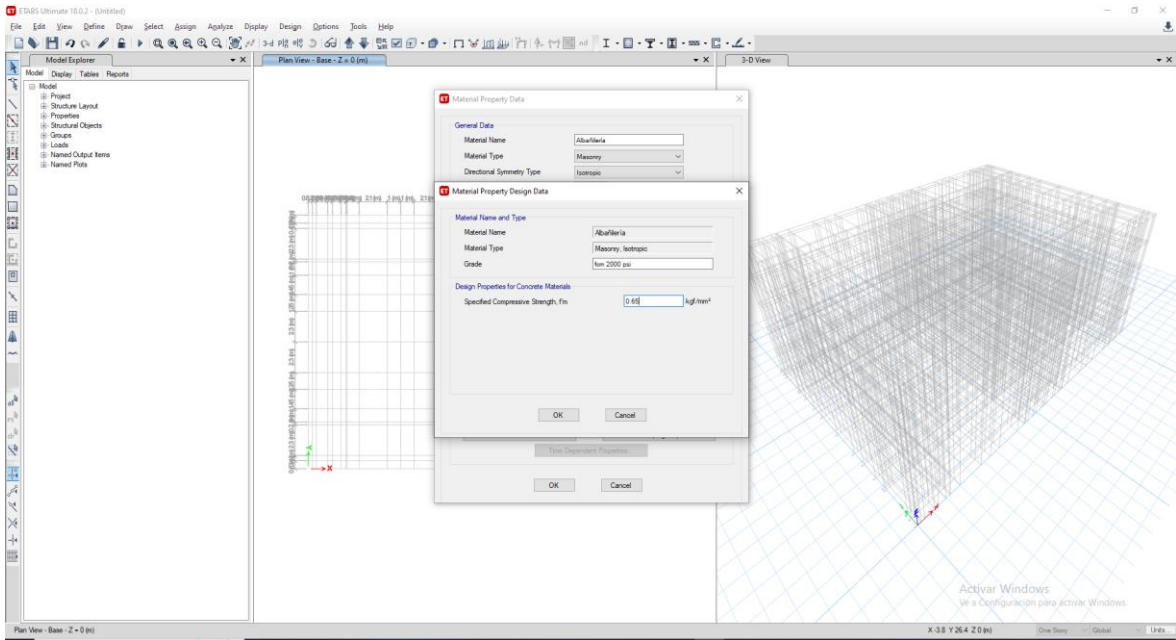 ETABS Ultimate 18.0.2 - (Untitled)
File Edit View Define Draw Select Assign Analyze Display Design Options Tools Help
Model Explorer
Model Display Tables Reports
Model
Project
Structure Layout
Properties
Structural Objects
Groups
Loads
Named Output Items
Named Plots
Plan View - Base - Z = 0 (m)
3-D View
Material Property Data
General Data
Material Name Albañilería
Material Type Masonry
Directional Symmetry Type Isotropic
Material Property Design Data
Material Name and Type
Material Name Albañilería
Material Type Masonry, Isotropic
Grade f'm 2000 psi
Design Properties for Concrete Materials
Specified Compressive Strength, f'm 0.65 kgf/mm²
OK Cancel
Time Dependent Properties
OK Cancel
X
Activar Windows
Ve a Configuración para activar Windows.
Plan View - Base - Z = 0 (m)
X -3.8 Y 26.4 Z 0 (m) One Story Global Units